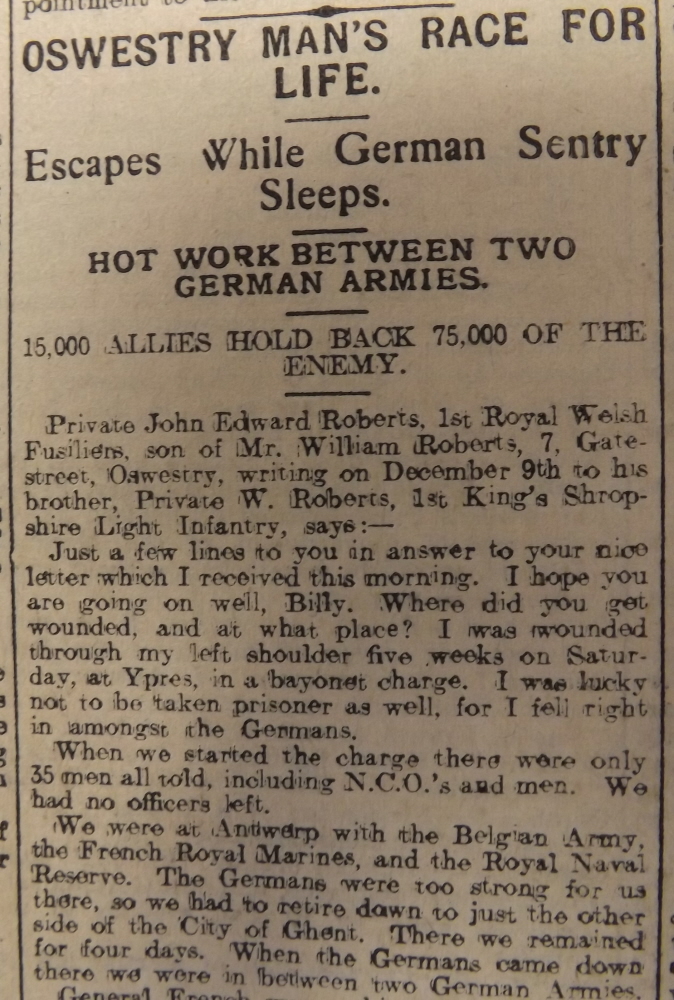 pointment to
OSWESTRY MAN'S RACE FOR
LIFE.
Escapes While German Sentry
Sleeps.
HOT WORK BETWEEN TWO
GERMAN ARMIES.
15,000 ALLIES HOLD BACK 75,000 OF THE
ENEMY.
Private John Edward Roberts, 1st Royal Welsh
Fusiliers, son of Mr. William Roberts, 7, Gate-
street, Oswestry, writing on December 9th to his
brother, Private W. Roberts, 1st King's Shrop-
shire Light Infantry, says:—
Just a few lines to you in answer to your nice
letter which I received this morning. I hope you
are going on well, Billy. Where did you get
wounded, and at what place? I was wounded
through my left shoulder five weeks on Satur-
day, at Ypres, in a bayonet charge. I was lucky
not to be taken prisoner as well, for I fell right
in amongst the Germans.
When we started the charge there were only
35 men all told, including N.C.O.'s and men. We
had no officers left.
We were at Antwerp with the Belgian Army,
the French Royal Marines, and the Royal Naval
Reserve. The Germans were too strong for us
there, so we had to retire down to just the other
side of the City of Ghent. There we remained
for four days. When the Germans came down
there we were in between two German Armies.
General French